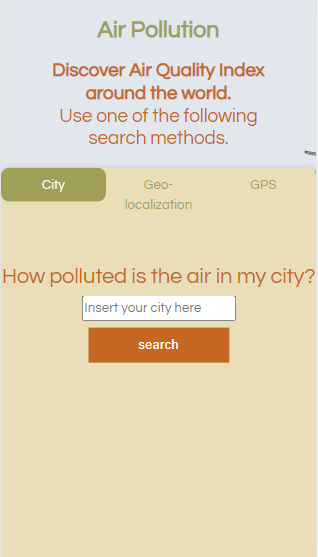 Air Pollution
Discover Air Quality Index
around the world.
Use one of the following
search methods.
City
Geo-
localization
GPS
How polluted is the air in my city?
Insert your city here
search